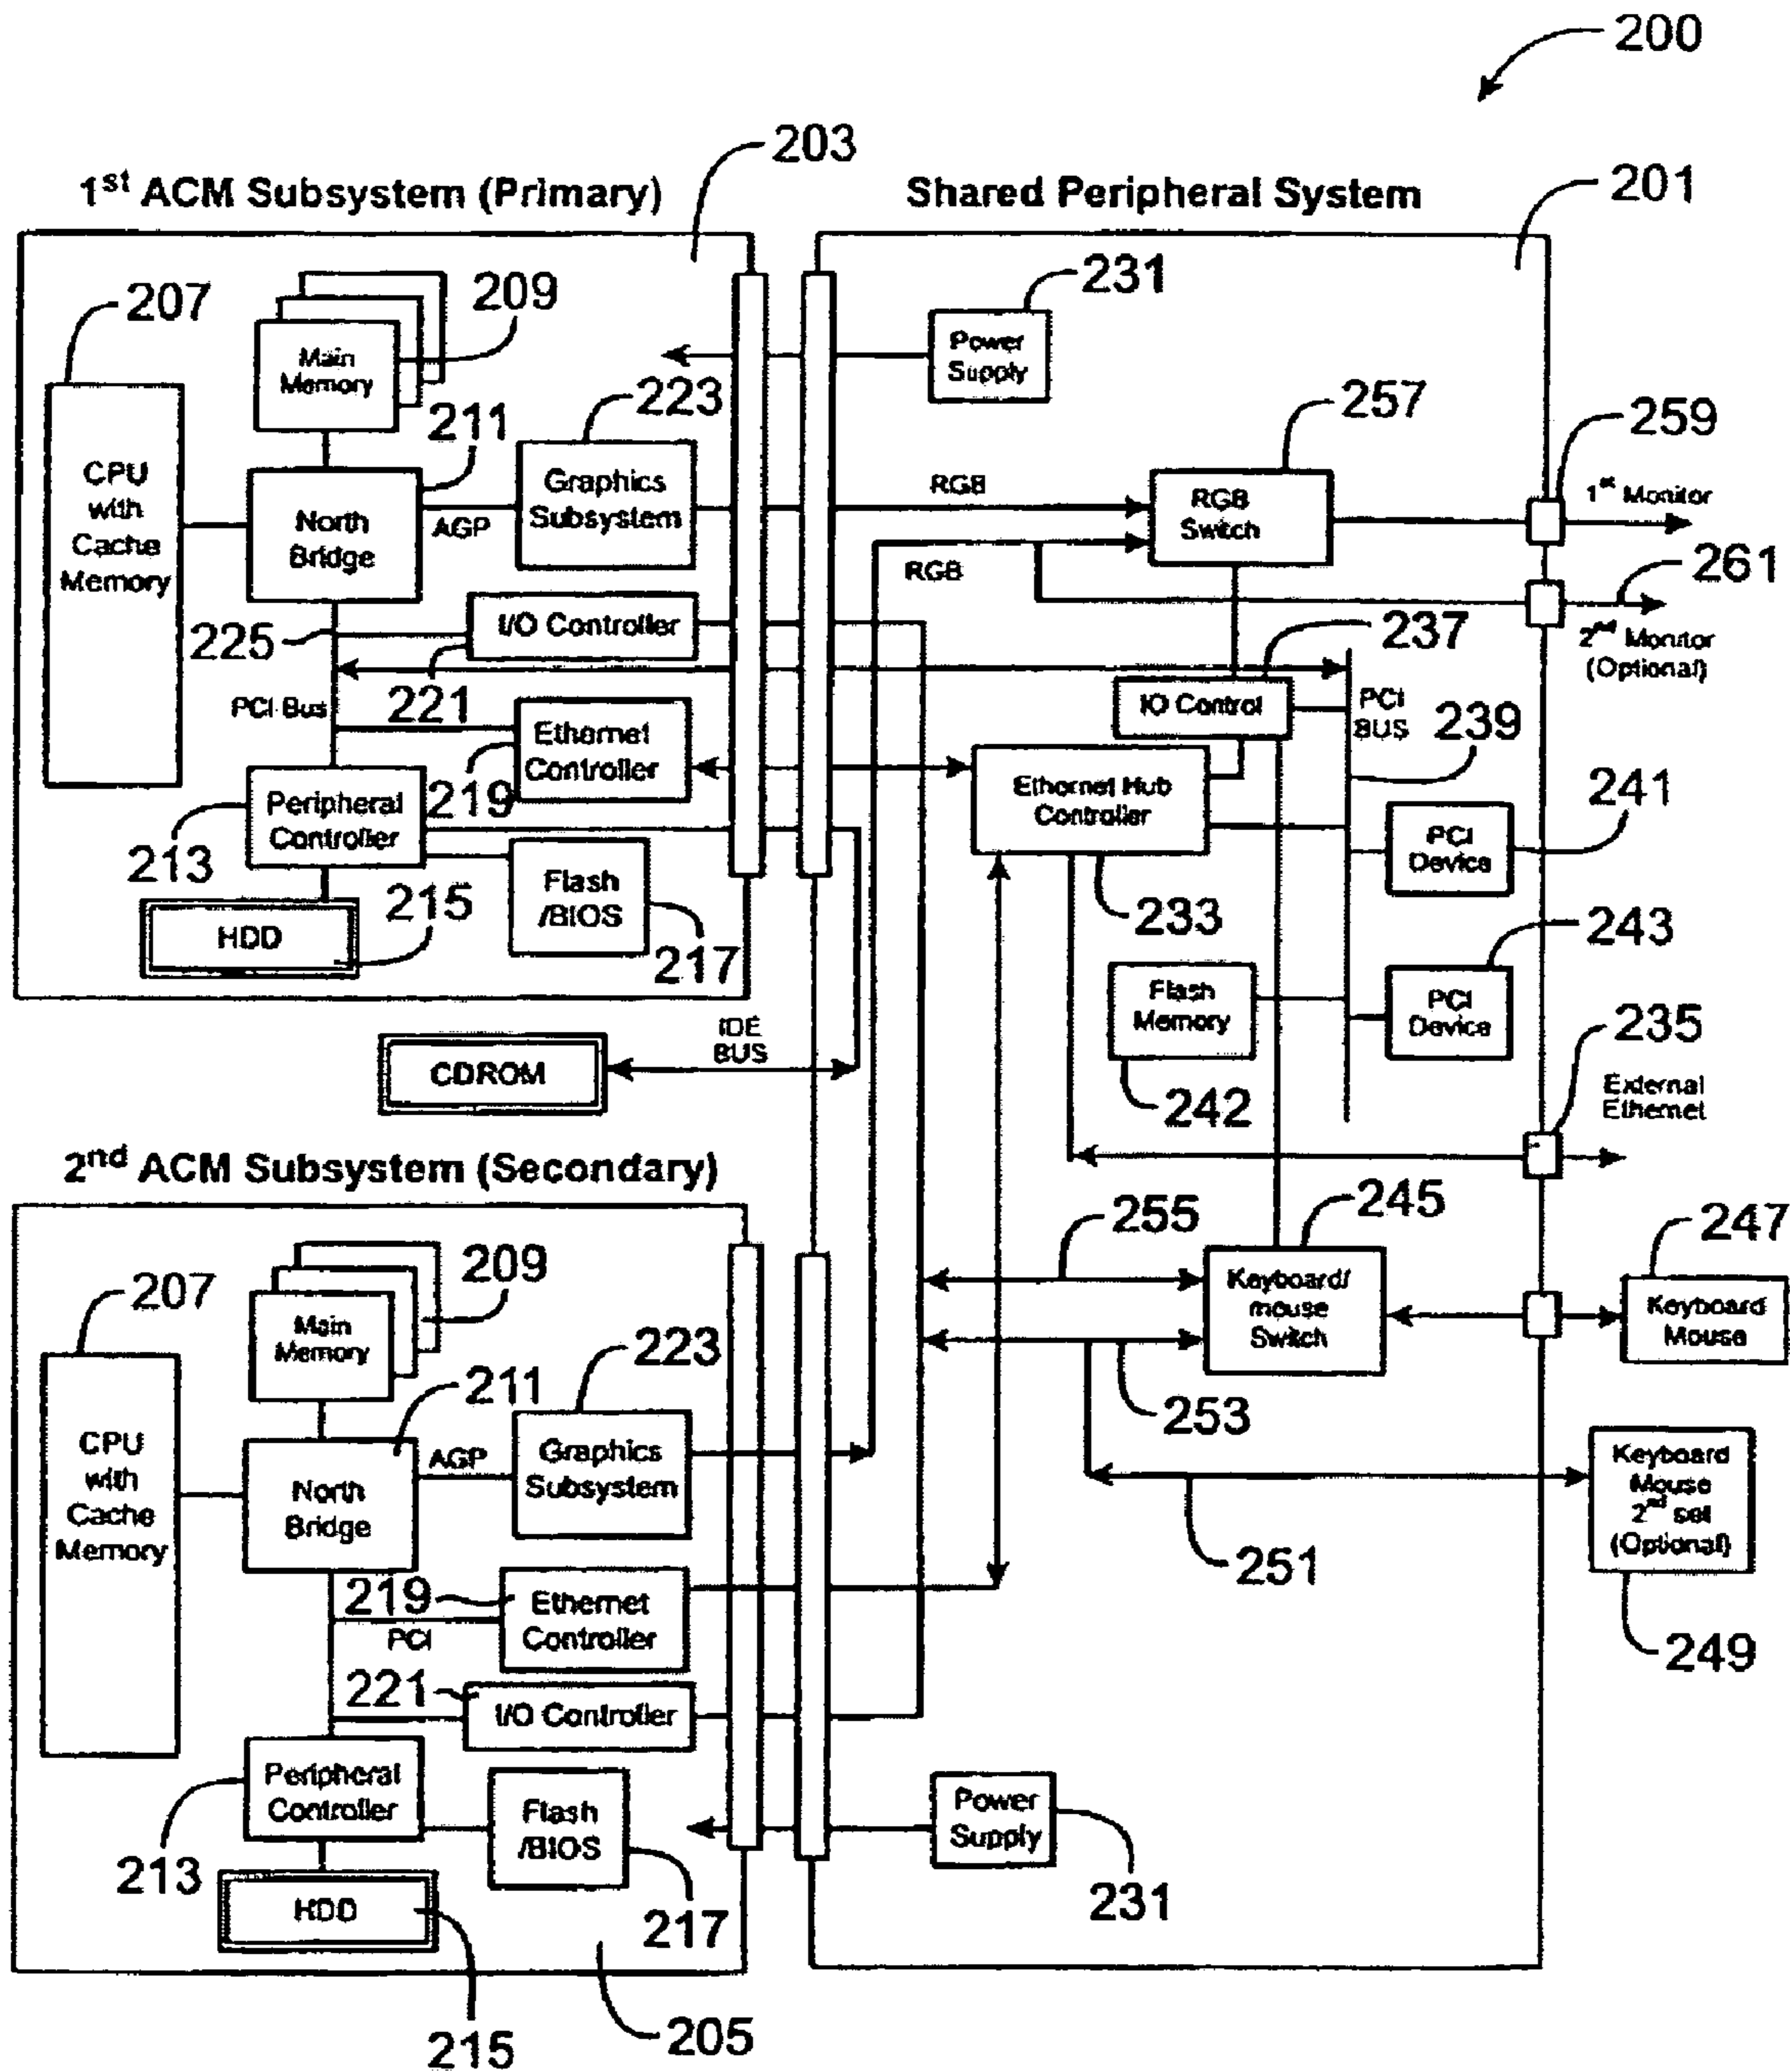 200
203
1st ACM Subsystem (Primary)
Shared Peripheral System
201
207
209
Main
Memory
211
223
CPU
with
Cache
Memory
North
Bridge
AGP
Graphics
Subsystem
225
I/O Controller
221
PCI Bus
Ethernet
Controller
219
Peripheral
Controller
213
215
HDD
Flash
/BIOS
217
CDROM
IDE
BUS
231
Power
Supply
257
259
RGB
RGB
Switch
1st Monitor
RGB
261
2nd Monitor
(Optional)
237
IO Control
PCI
BUS
239
Ethernet Hub
Controller
233
241
PCI
Device
243
PCI
Device
Flash
Memory
242
235
External
Ethernet
255
245
247
Keyboard/
mouse
Switch
Keyboard
Mouse
253
251
Keyboard
Mouse
2nd set
(Optional)
249
2nd ACM Subsystem (Secondary)
207
209
Main
Memory
211
223
CPU
with
Cache
Memory
North
Bridge
AGP
Graphics
Subsystem
219
PCI
Ethernet
Controller
221
I/O Controller
Peripheral
Controller
213
Flash
/BIOS
217
HDD
215
205
Power
Supply
231